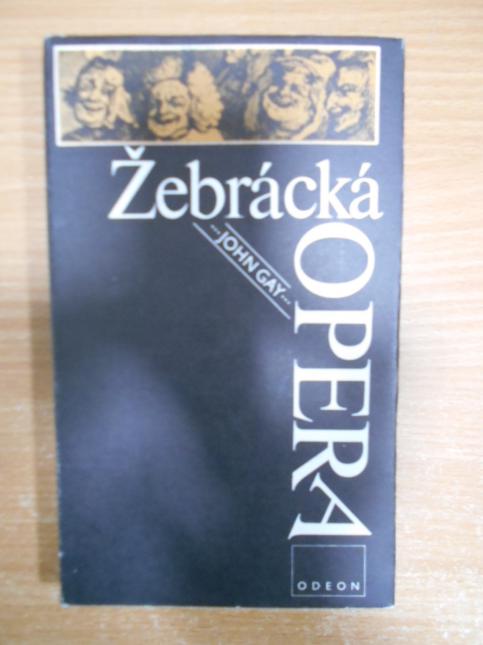 Žebrácká
OPERA
...JOHN GAY...
ODEON